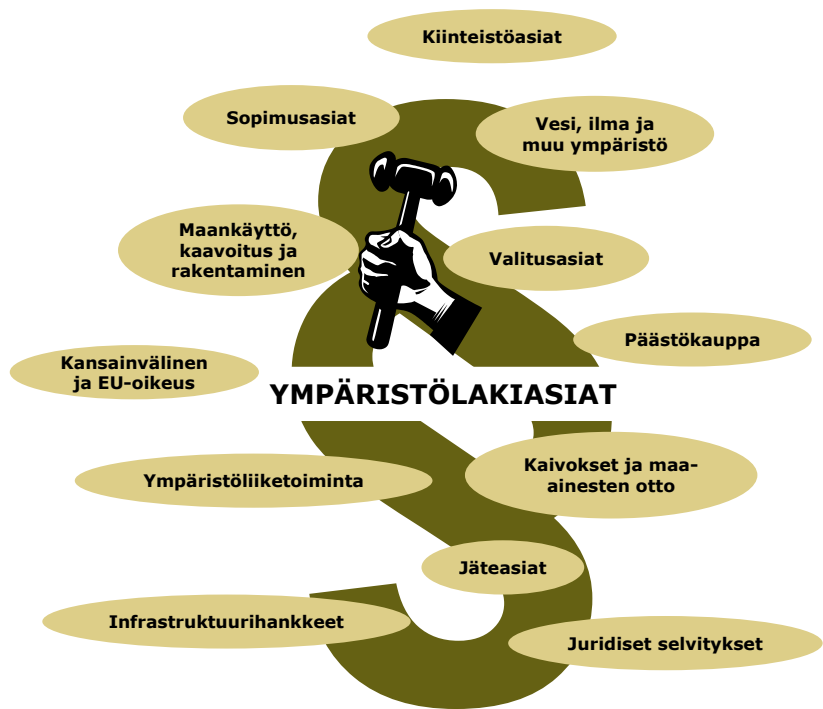 Kiinteistöasiat
Sopimusasiat
Vesi, ilma ja
muu ympäristö
Maankäyttö,
kaavoitus ja
rakentaminen
Valitusasiat
Päästökauppa
Kansainvälinen
ja EU-oikeus
YMPÄRISTÖLAKIASIAT
Ympäristöliiketoiminta
Kaivokset ja maa-
ainesten otto
Jäteasiat
Infrastruktuurihankkeet
Juridiset selvitykset